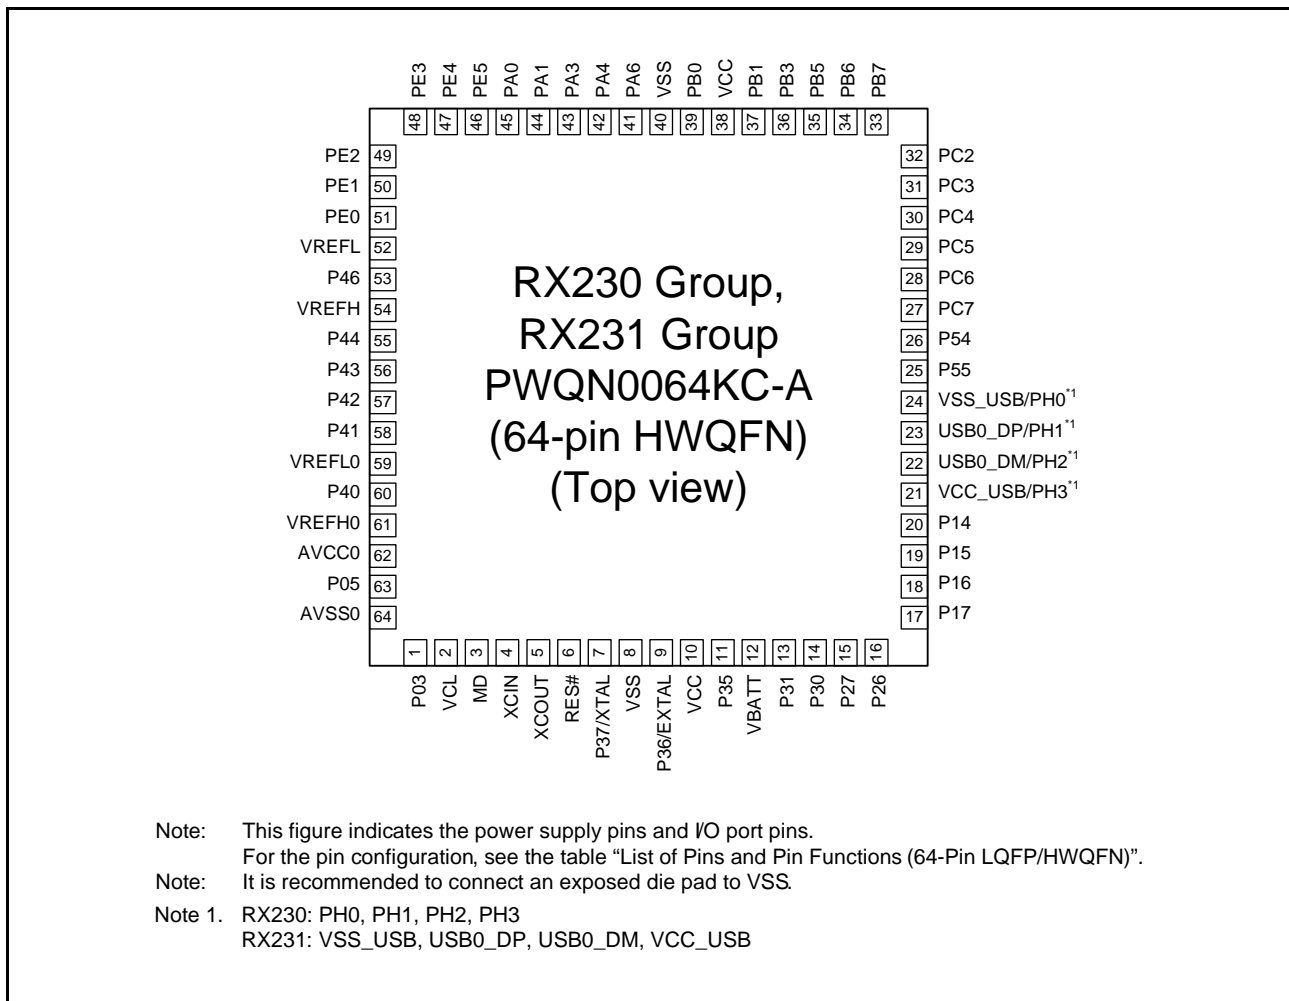 PE3 PE4 PE5 PA0 PA1 PA3 PA4 PA6 VSS PB0 VCC PB1 PB3 PB5 PB6 PB7
48 47 46 45 44 43 42 41 40 39 38 37 36 35 34 33
PE2 49
PE1 50
PE0 51
VREFL 52
P46 53
VREFH 54
P44 55
P43 56
P42 57
P41 58
VREFL0 59
P40 60
VREFH0 61
AVCC0 62
P05 63
AVSS0 64
RX230 Group,
RX231 Group
PWQN0064KC-A
(64-pin HWQFN)
(Top view)
32 PC2
31 PC3
30 PC4
29 PC5
28 PC6
27 PC7
26 P54
25 P55
24 VSS_USB/PH0*1
23 USB0_DP/PH1*1
22 USB0_DM/PH2*1
21 VCC_USB/PH3*1
20 P14
19 P15
18 P16
17 P17
1 2 3 4 5 6 7 8 9 10 11 12 13 14 15 16
P03 VCL MD XCIN XCOUT RES# P37/XTAL VSS P36/EXTAL VCC P35 VBATT P31 P30 P27 P26
Note: This figure indicates the power supply pins and I/O port pins.
For the pin configuration, see the table “List of Pins and Pin Functions (64-Pin LQFP/HWQFN)”.
Note: It is recommended to connect an exposed die pad to VSS.
Note 1. RX230: PH0, PH1, PH2, PH3
RX231: VSS_USB, USB0_DP, USB0_DM, VCC_USB